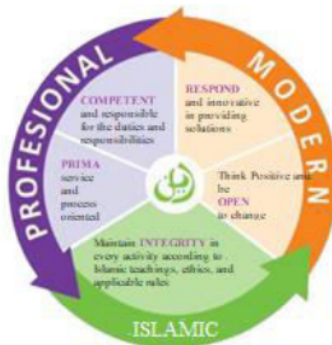 PROFESIONAL
MODERN
COMPETENT
and responsible
for the duties and
responsibilities
RESPOND
and innovative
in providing
solutions
PRIMA
service
and
process
oriented
Think Positive and
be
OPEN
to change
Maintain INTEGRITY in
every activity according to
Islamic teachings, ethics, and
applicable rules
ISLAMIC